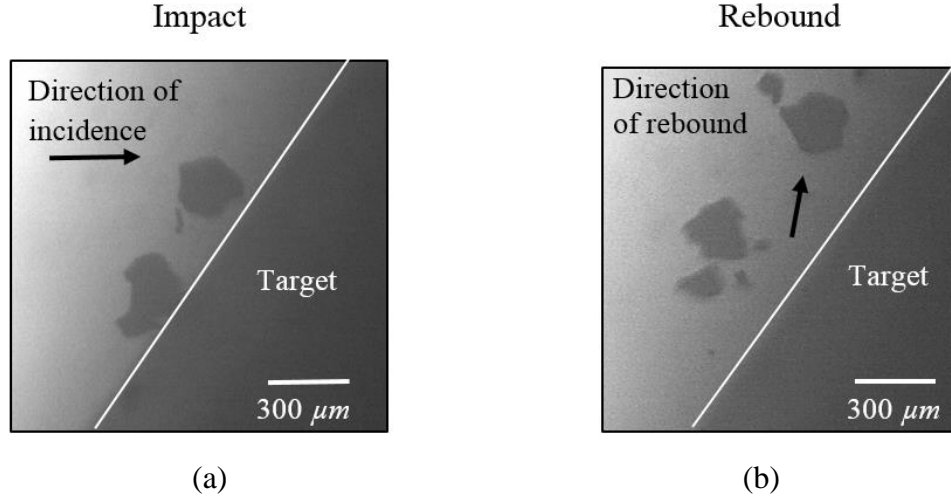 Impact
Direction of
incidence
Target
300 µm
(a)
Rebound
Direction
of rebound
Target
300 µm
(b)